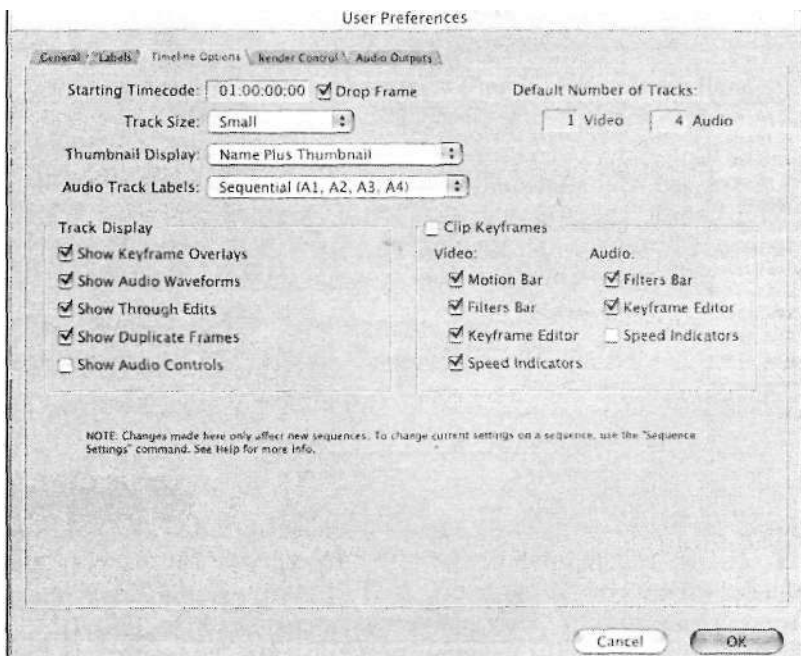 User Preferences
General Labels Timeline Options Render Control Audio Outputs
Starting Timecode: 01:00:00:00 Drop Frame
Default Number of Tracks:
Track Size: Small
1 Video 4 Audio
Thumbnail Display: Name Plus Thumbnail
Audio Track Labels: Sequential (A1, A2, A3, A4)
Track Display
Show Keyframe Overlays
Show Audio Waveforms
Show Through Edits
Show Duplicate Frames
Show Audio Controls
Clip Keyframes
Video: Audio:
Motion Bar Filters Bar
Filters Bar Keyframe Editor
Keyframe Editor Speed Indicators
Speed Indicators
NOTE: Changes made here only affect new sequences. To change current settings on a sequence, use the "Sequence
Settings" command. See Help for more info.
Cancel OK